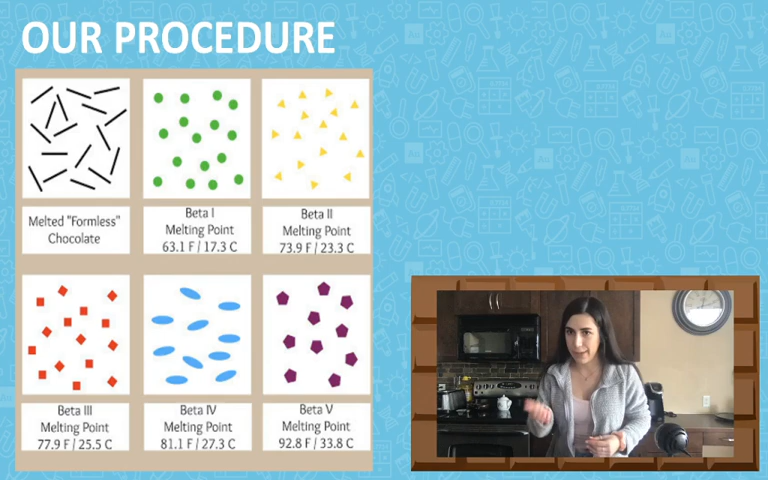 OUR PROCEDURE
Melted "Formless"
Chocolate
Beta I
Melting Point
63.1 F / 17.3 C
Beta II
Melting Point
73.9 F / 23.3 C
Beta III
Melting Point
77.9 F / 25.5 C
Beta IV
Melting Point
81.1 F / 27.3 C
Beta V
Melting Point
92.8 F / 33.8 C